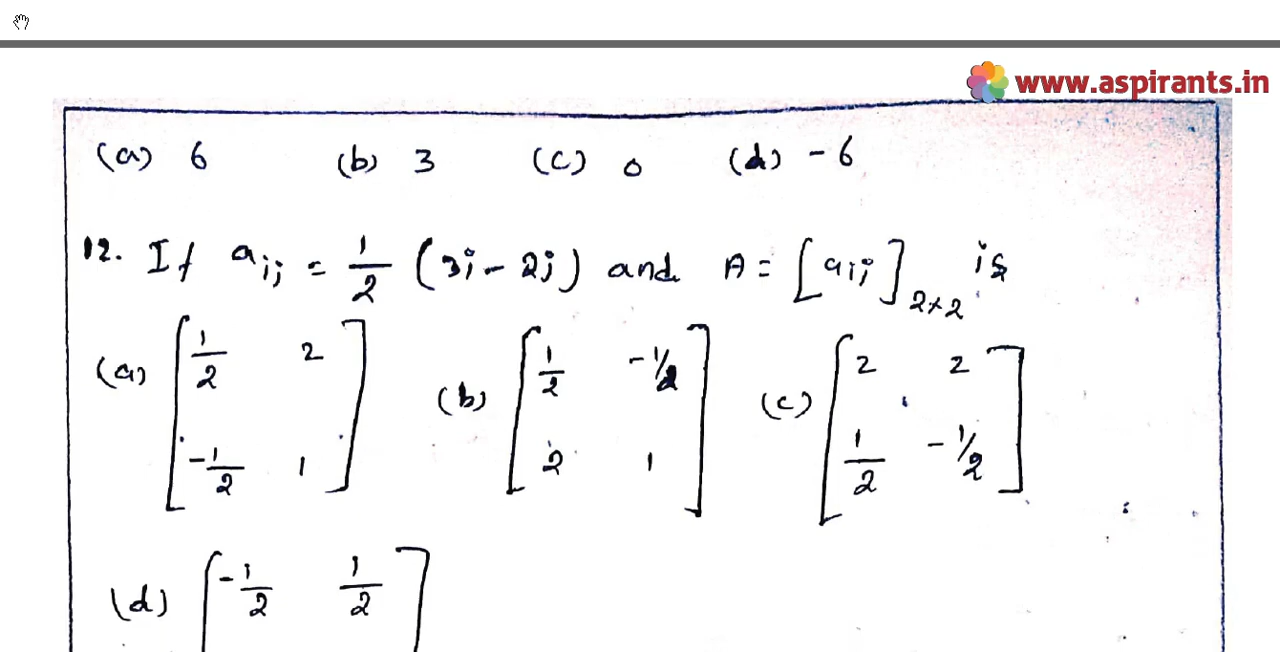 www.aspirants.in
(a) 6 (b) 3 (c) 0 (d) -6
12. If aij = 1/2 (3i - 2j) and A = [aij]2×2 is
(a) [1/2 2; -1/2 1] (b) [1/2 -1/2; 2 1] (c) [2 2; 1/2 -1/2]
(d) [-1/2 1/2